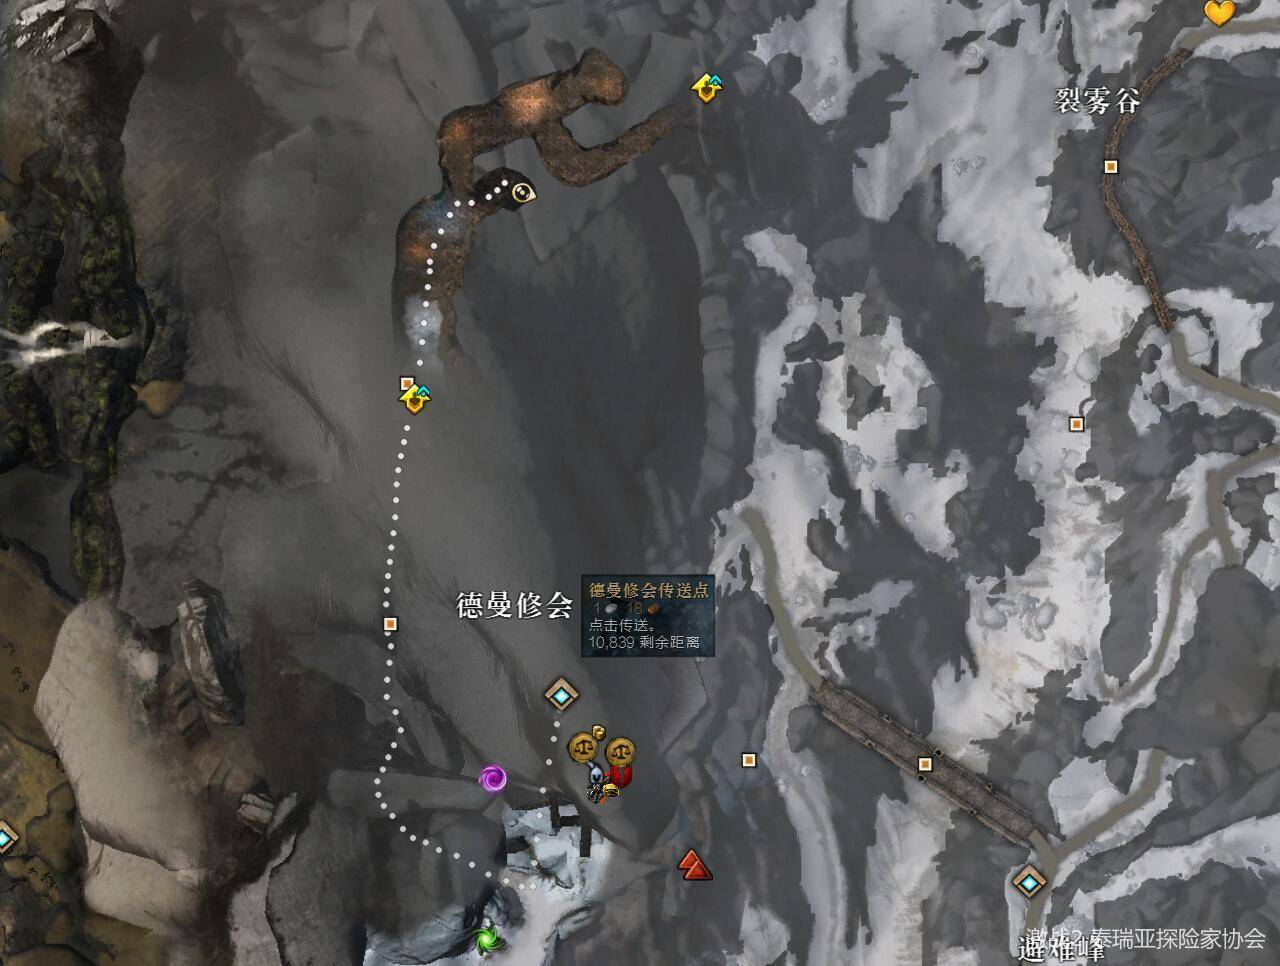 裂雾谷
德曼修会
德曼修会传送点
1 18
点击传送。
10,839 剩余距离
激战2 泰瑞亚探险家协会
避难峰